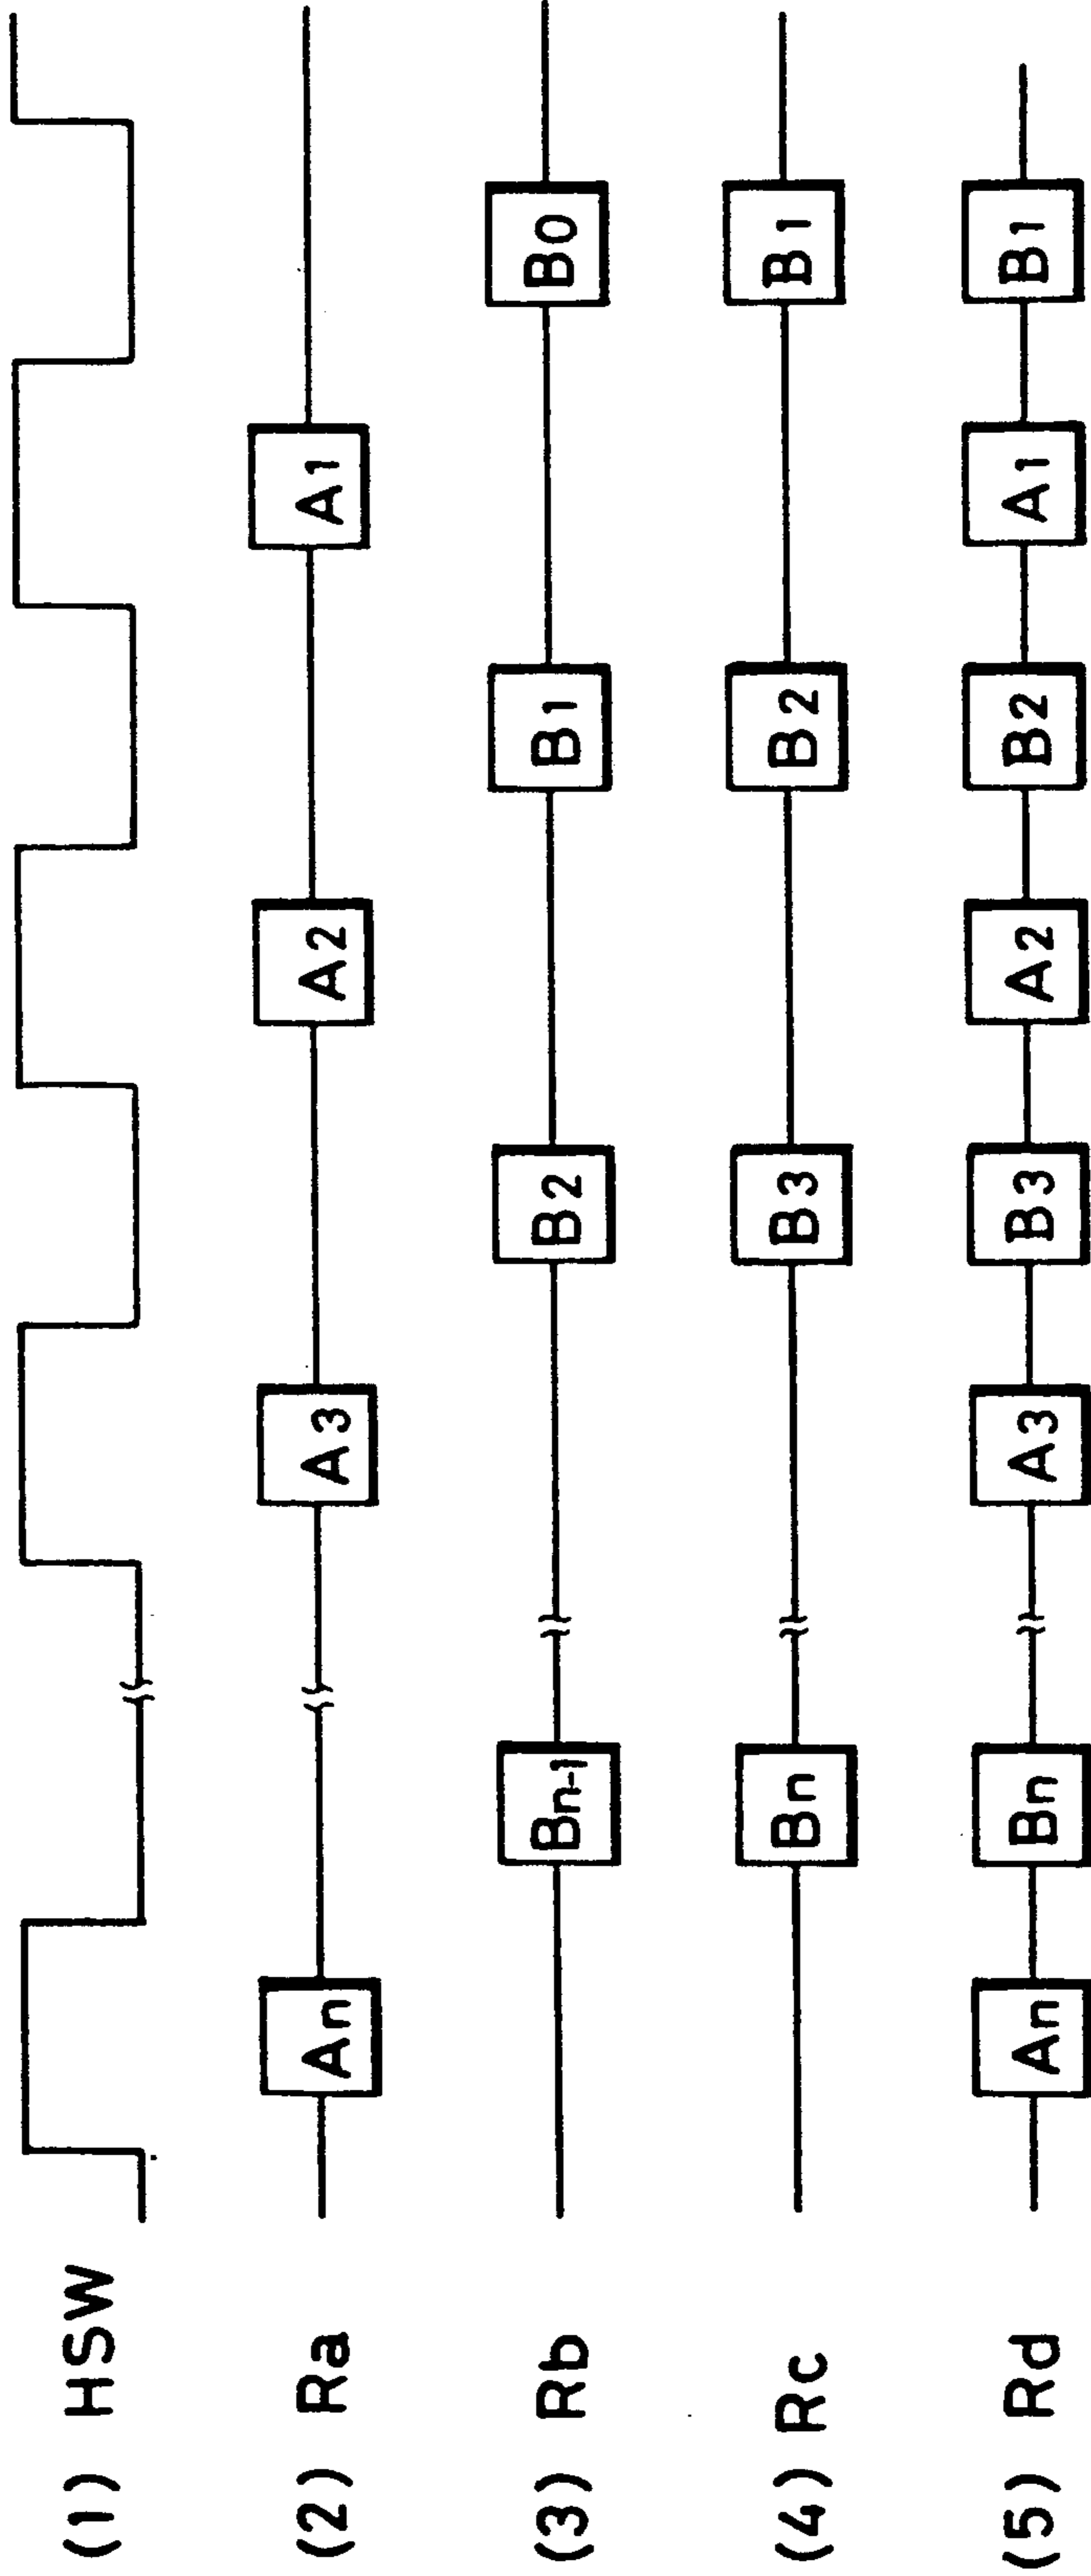 (1) HSW
(2) Ra An A3 A2 A1
(3) Rb Bn-1 B2 B1 B0
(4) Rc Bn B3 B2 B1
(5) Rd An Bn A3 B3 A2 B2 A1 B1